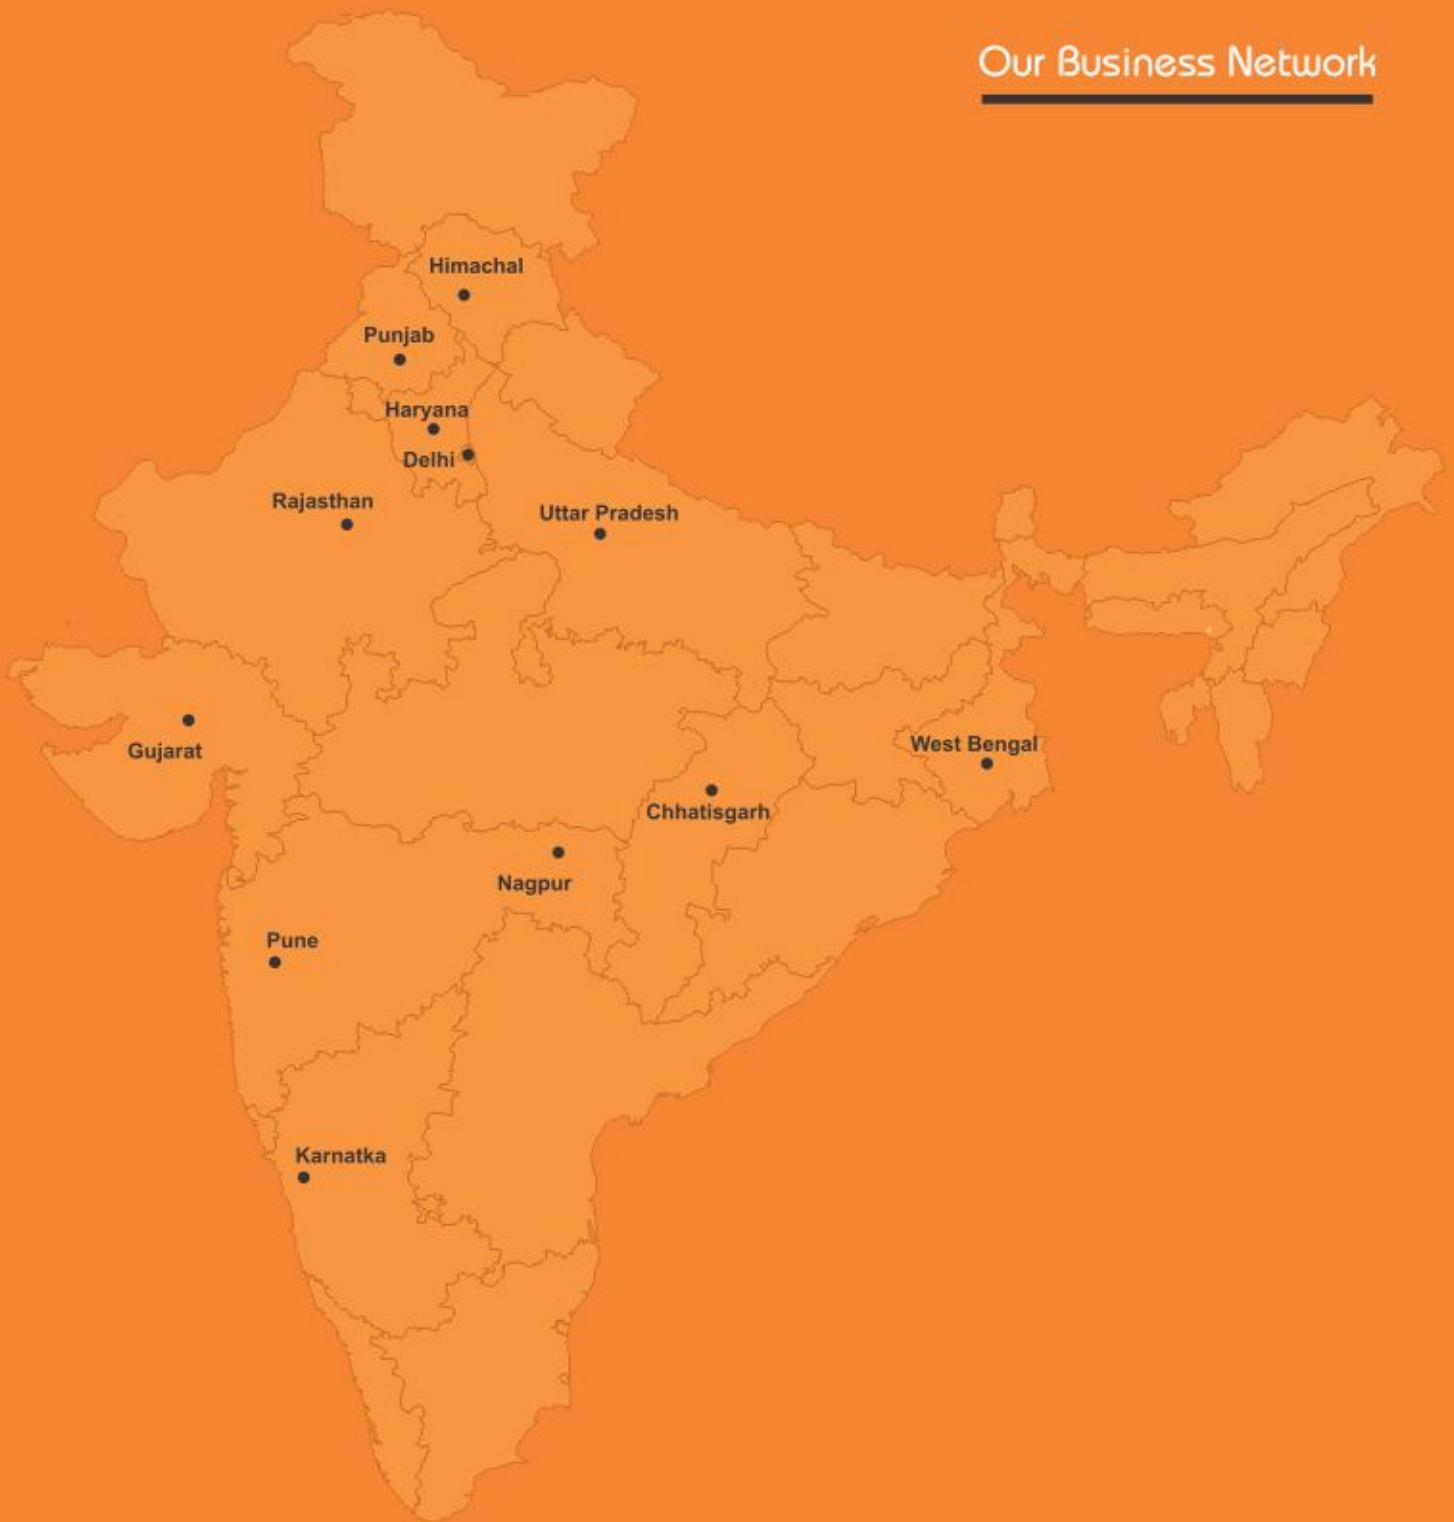 Our Business Network
Himachal
Punjab
Haryana
Delhi
Rajasthan
Uttar Pradesh
Gujarat
West Bengal
Chhatisgarh
Nagpur
Pune
Karnatka